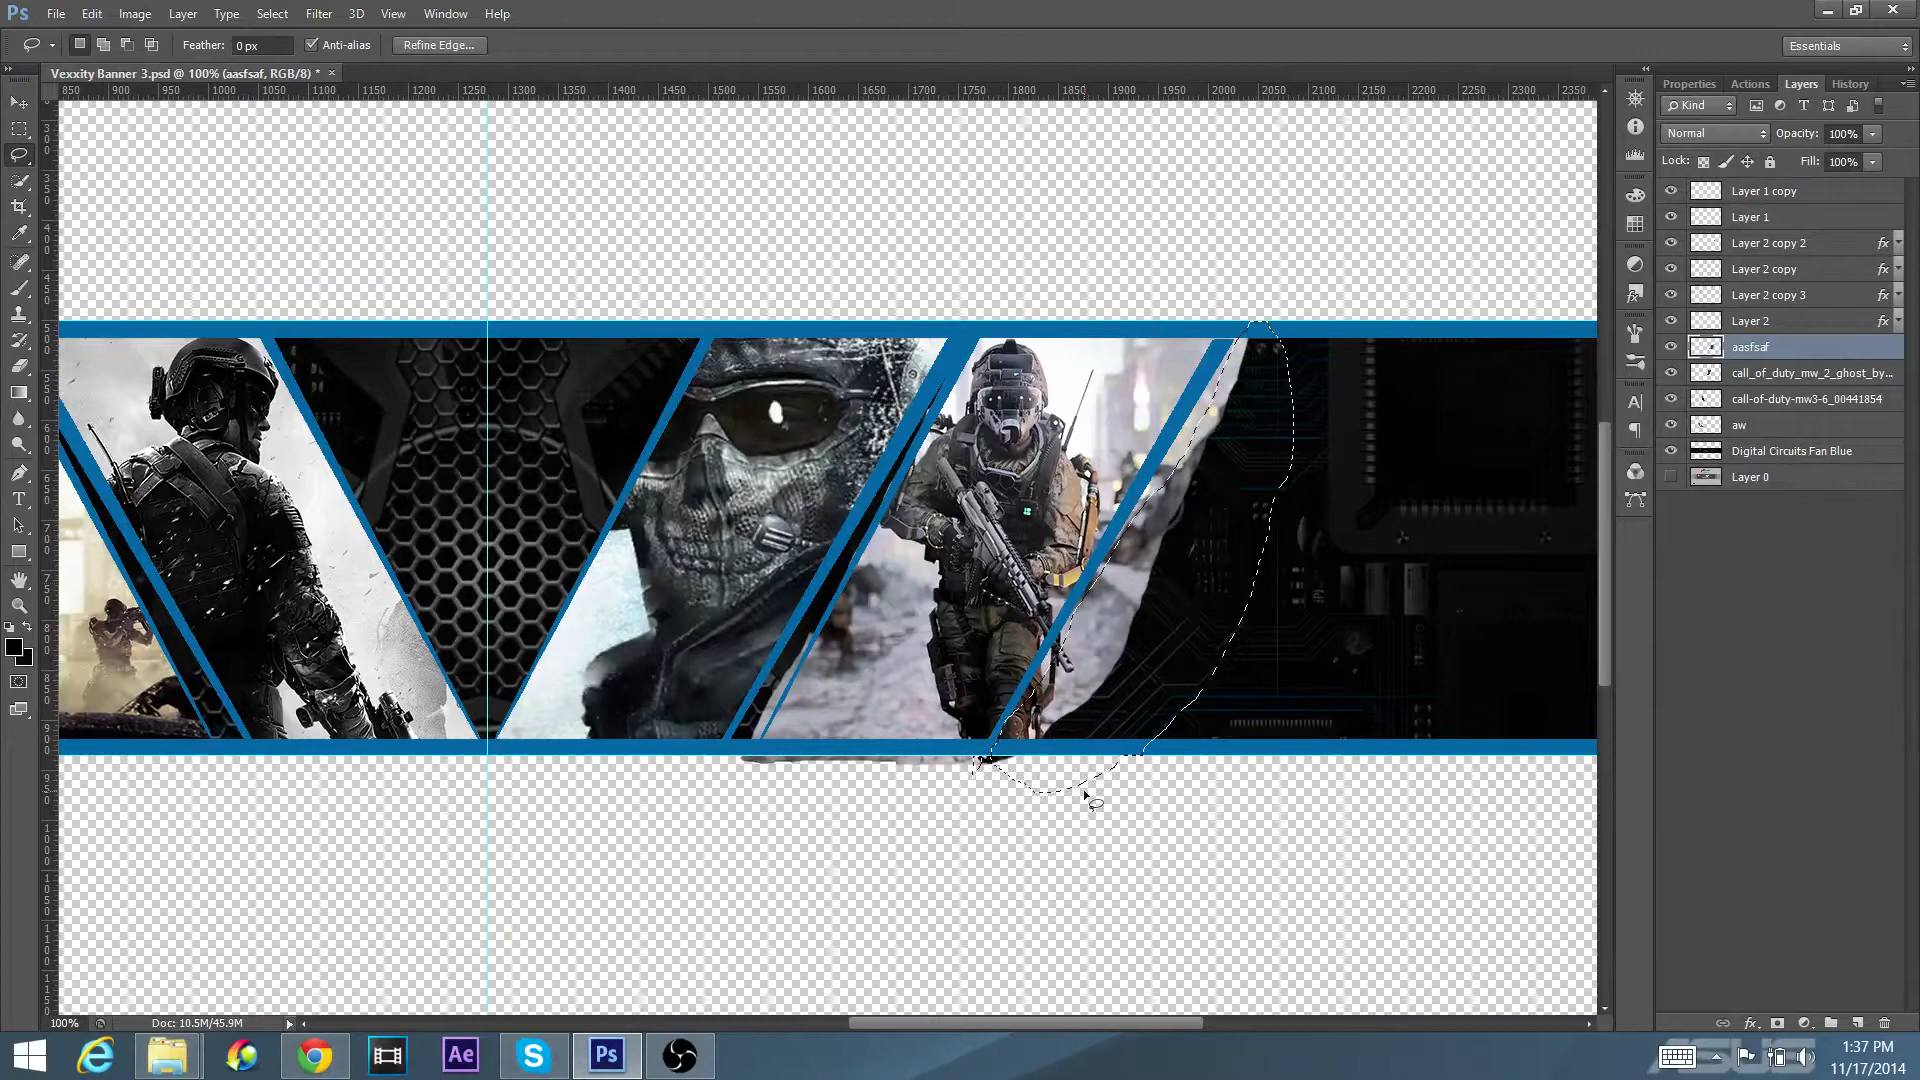 Ps File Edit Image Layer Type Select Filter 3D View Window Help
Feather: 0 px Anti-alias Refine Edge... Essentials
Vexxity Banner 3.psd @ 100% (aasfsaf, RGB/8) * ×
850 900 950 1000 1050 1100 1150 1200 1250 1300 1350 1400 1450 1500 1550 1600 1650 1700 1750 1800 1850 1900 1950 2000 2050 2100 2150 2200 2250 2300 2350
Properties Actions Layers History
Kind
Normal Opacity: 100%
Lock: Fill: 100%
Layer 1 copy
Layer 1
Layer 2 copy 2 fx
Layer 2 copy fx
Layer 2 copy 3 fx
Layer 2 fx
aasfsaf
call_of_duty_mw_2_ghost_by...
call-of-duty-mw3-6_00441854
aw
Digital Circuits Fan Blue
Layer 0
100% Doc: 10.5M/45.9M
Ae Ps
ASUS
1:37 PM
11/17/2014